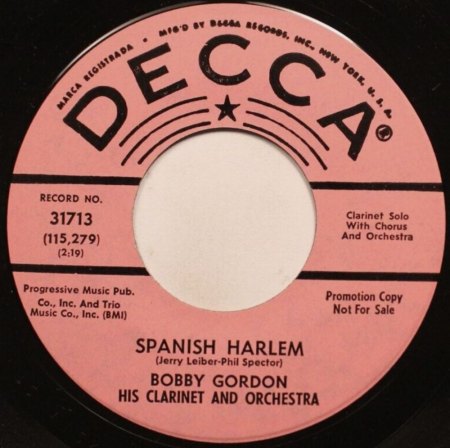 MARCA REGISTRADA • MFG'D BY DECCA RECORDS, INC., NEW YORK, U. S. A.
DECCA®
RECORD NO.
31713
(115,279)
(2:19)
Clarinet Solo
With Chorus
And Orchestra
Progressive Music Pub.
Co., Inc. And Trio
Music Co., Inc. (BMI)
Promotion Copy
Not For Sale
SPANISH HARLEM
(Jerry Leiber-Phil Spector)
BOBBY GORDON
HIS CLARINET AND ORCHESTRA